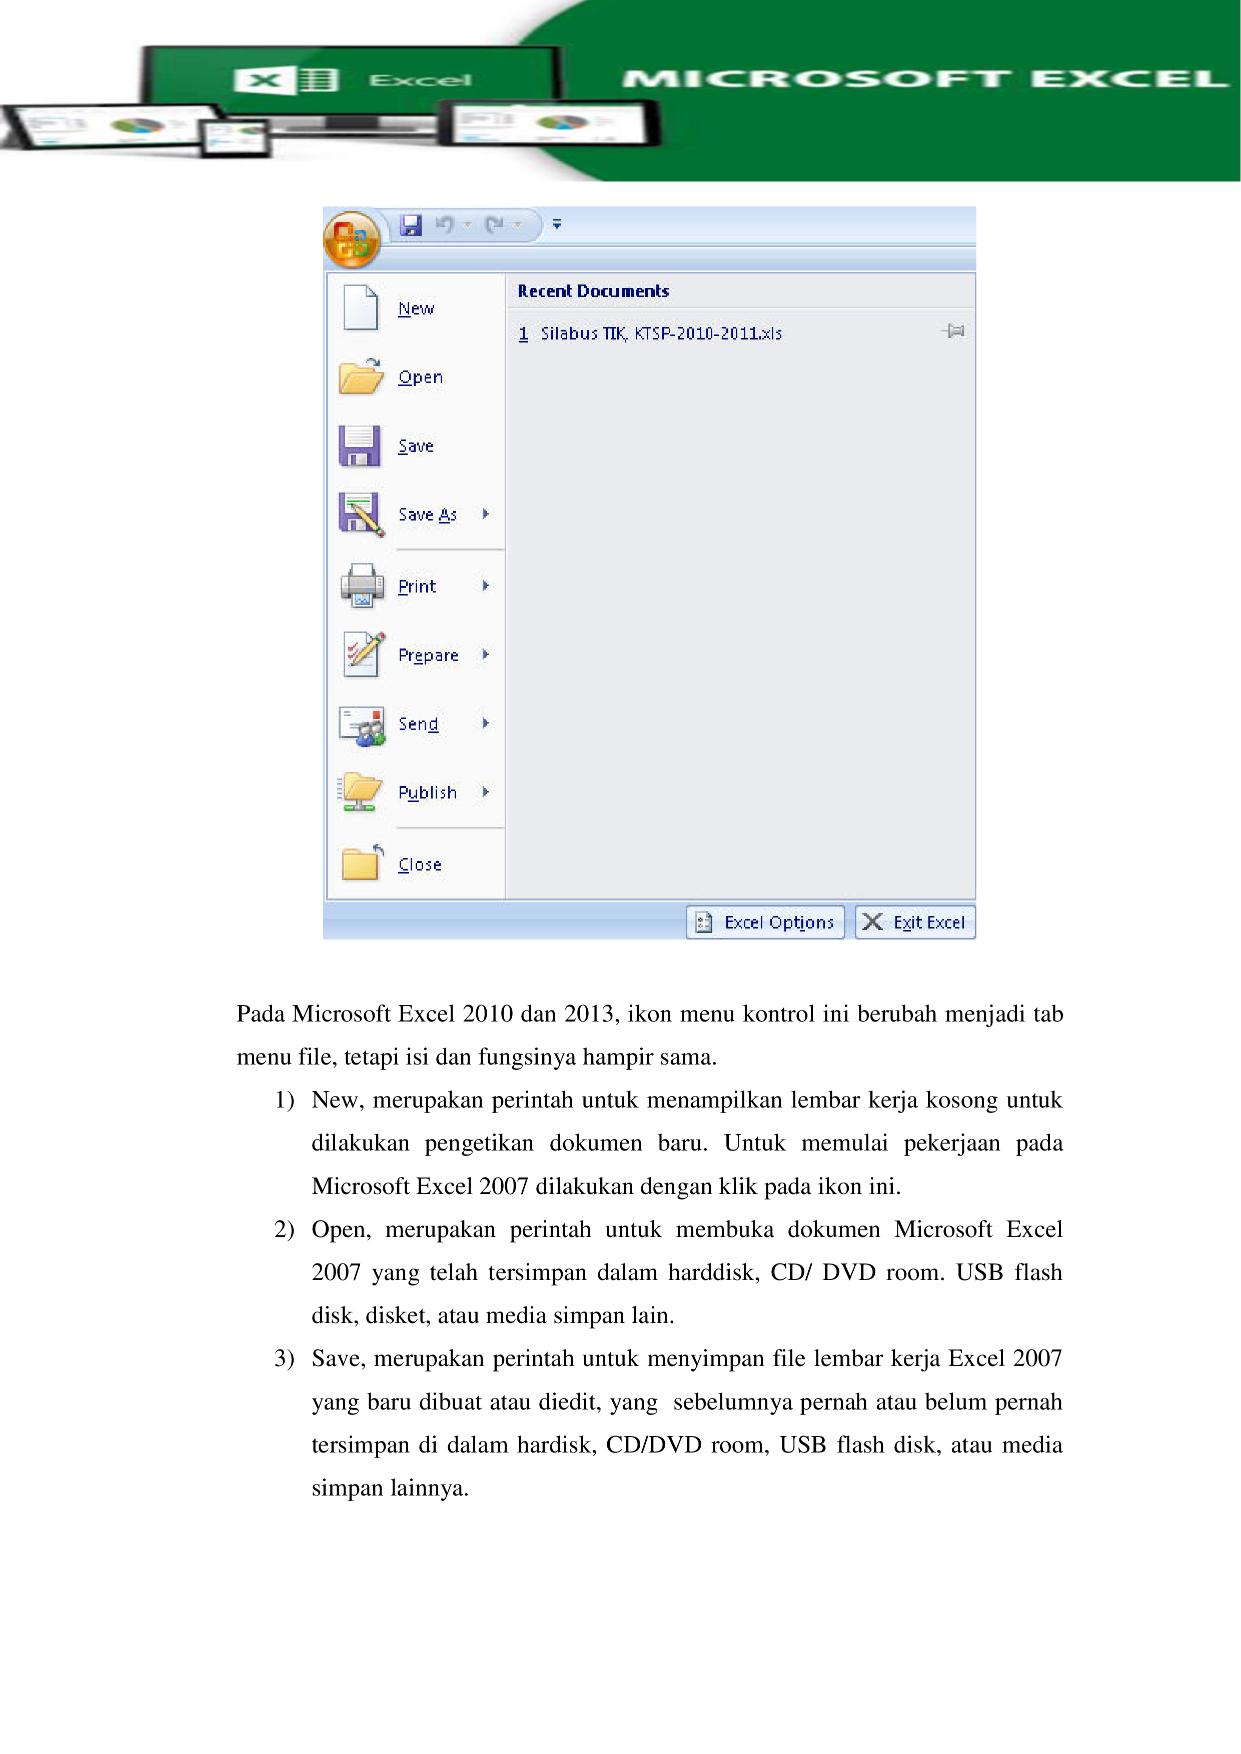 Excel
MICROSOFT EXCEL
Recent Documents
New
1 Silabus TIK, KTSP-2010-2011.xls
Open
Save
Save As
Print
Prepare
Send
Publish
Close
Excel Options
Exit Excel
Pada Microsoft Excel 2010 dan 2013, ikon menu kontrol ini berubah menjadi tab
menu file, tetapi isi dan fungsinya hampir sama.
1) New, merupakan perintah untuk menampilkan lembar kerja kosong untuk
dilakukan pengetikan dokumen baru. Untuk memulai pekerjaan pada
Microsoft Excel 2007 dilakukan dengan klik pada ikon ini.
2) Open, merupakan perintah untuk membuka dokumen Microsoft Excel
2007 yang telah tersimpan dalam harddisk, CD/ DVD room. USB flash
disk, disket, atau media simpan lain.
3) Save, merupakan perintah untuk menyimpan file lembar kerja Excel 2007
yang baru dibuat atau diedit, yang  sebelumnya pernah atau belum pernah
tersimpan di dalam hardisk, CD/DVD room, USB flash disk, atau media
simpan lainnya.